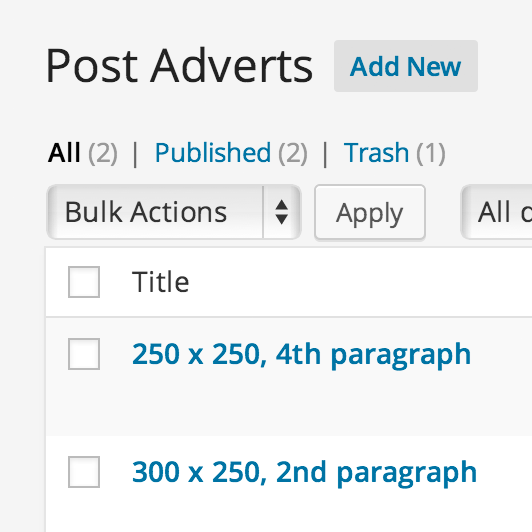 Post Adverts Add New
All (2) | Published (2) | Trash (1)
Bulk Actions Apply All
Title
250 x 250, 4th paragraph
300 x 250, 2nd paragraph